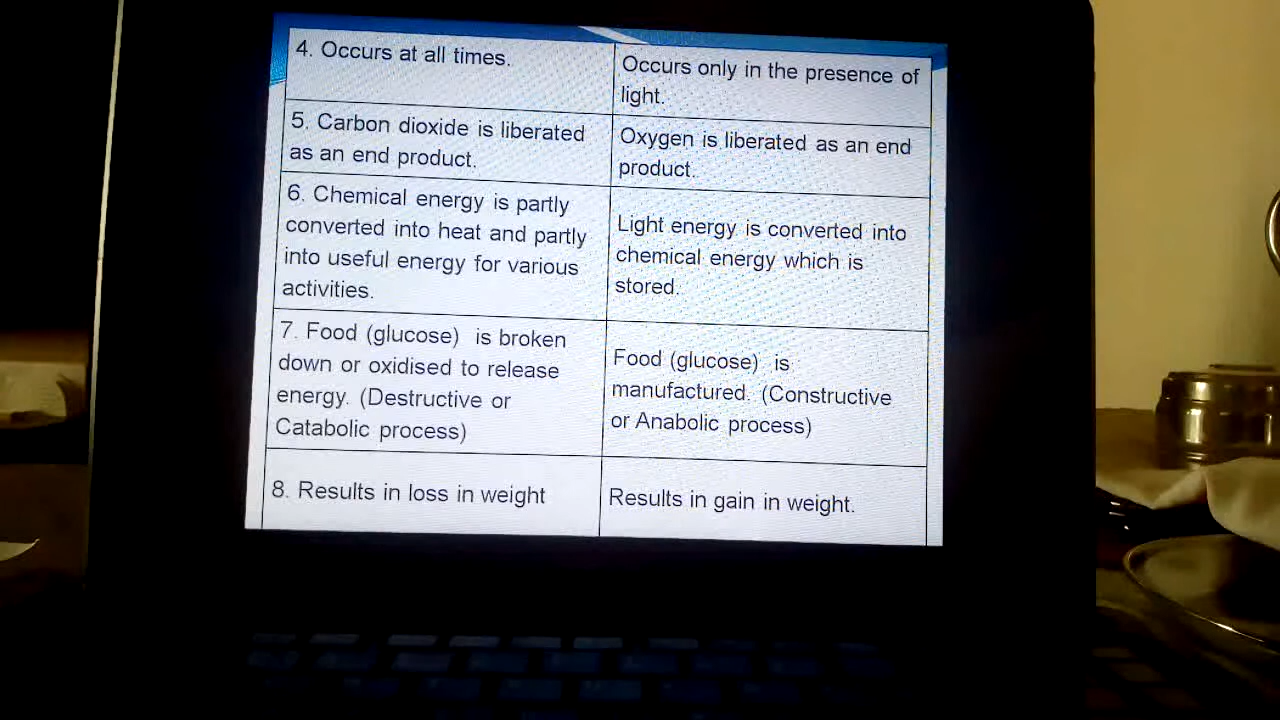 4. Occurs at all times.
Occurs only in the presence of
light.
5. Carbon dioxide is liberated
as an end product.
Oxygen is liberated as an end
product.
6. Chemical energy is partly
converted into heat and partly
into useful energy for various
activities.
Light energy is converted into
chemical energy which is
stored.
7. Food (glucose) is broken
down or oxidised to release
energy. (Destructive or
Catabolic process)
Food (glucose) is
manufactured. (Constructive
or Anabolic process)
8. Results in loss in weight
Results in gain in weight.